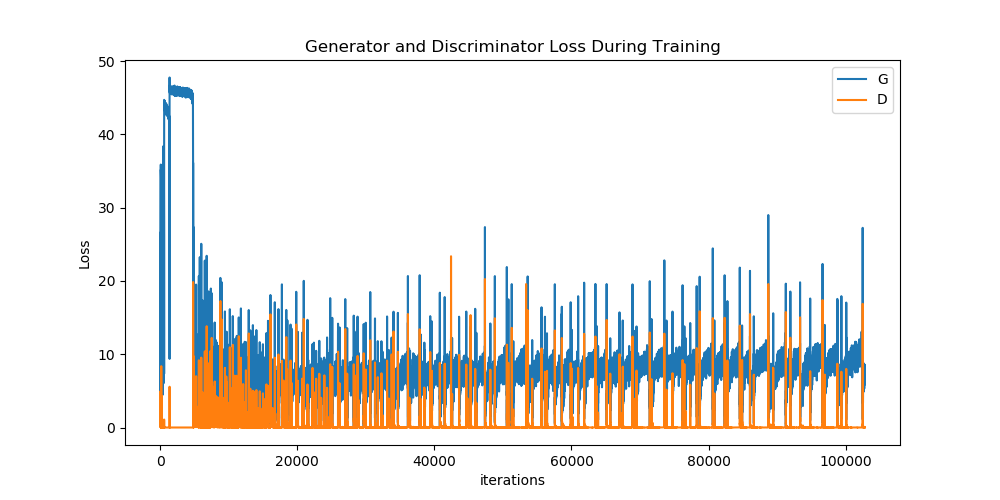 Generator and Discriminator Loss During Training
50
40
30
20
10
0
Loss
0 20000 40000 60000 80000 100000
iterations
G
D